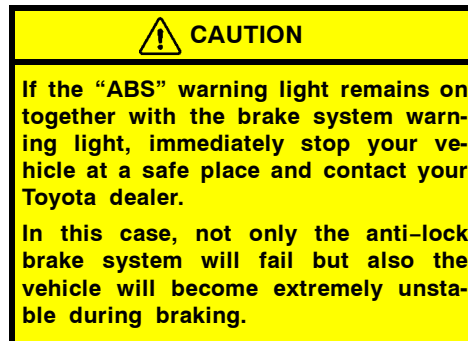 CAUTION
If the “ABS” warning light remains on
together with the brake system warn-
ing light, immediately stop your ve-
hicle at a safe place and contact your
Toyota dealer.
In this case, not only the anti–lock
brake system will fail but also the
vehicle will become extremely unsta-
ble during braking.